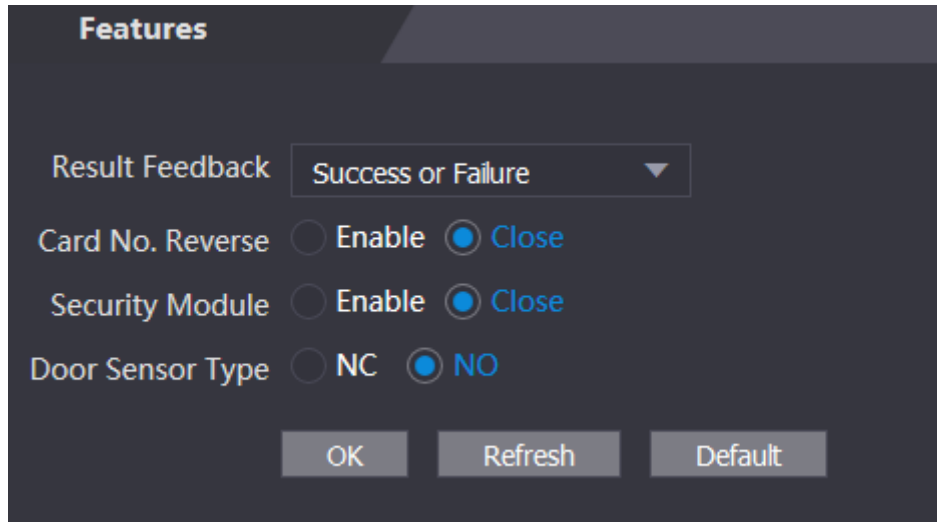 Features
Result Feedback Success or Failure
Card No. Reverse Enable Close
Security Module Enable Close
Door Sensor Type NC NO
OK Refresh Default